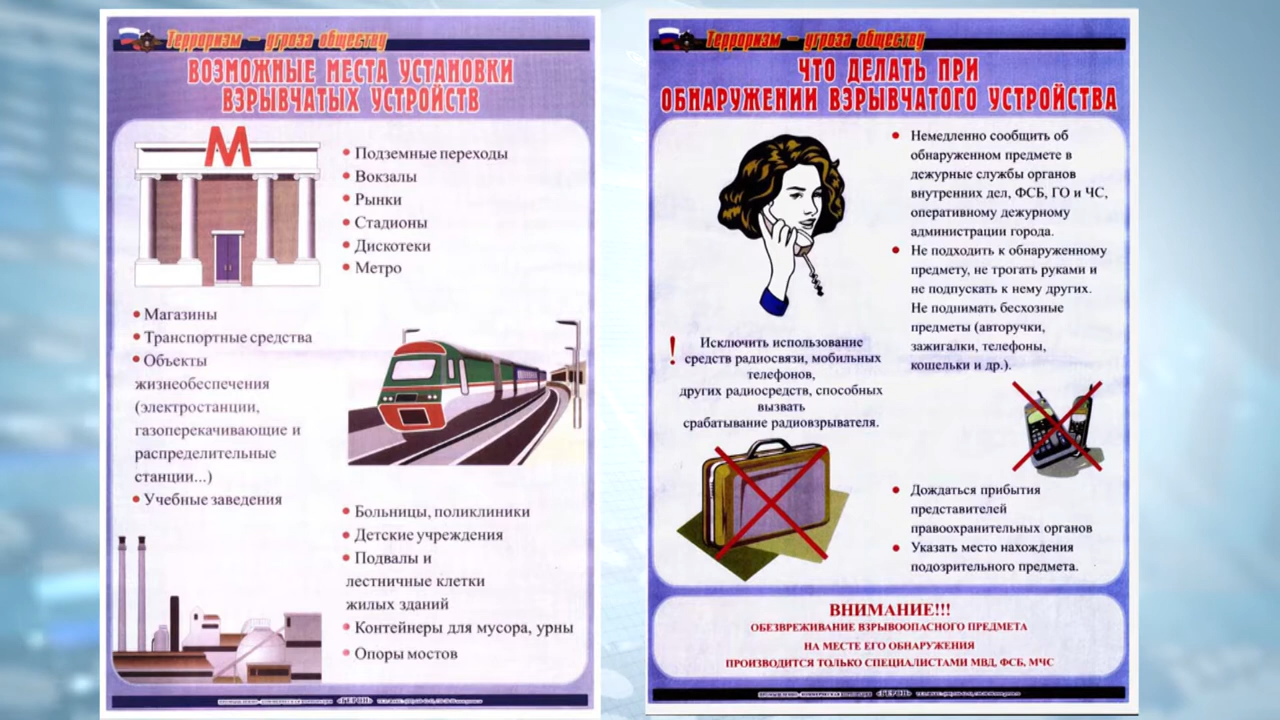 Терроризм – угроза обществу
ВОЗМОЖНЫЕ МЕСТА УСТАНОВКИ
ВЗРЫВЧАТЫХ УСТРОЙСТВ
М
Подземные переходы
Вокзалы
Рынки
Стадионы
Дискотеки
Метро
Магазины
Транспортные средства
Объекты
жизнеобеспечения
(электростанции,
газоперекачивающие и
распределительные
станции...)
Учебные заведения
Больницы, поликлиники
Детские учреждения
Подвалы и
лестничные клетки
жилых зданий
Контейнеры для мусора, урны
Опоры мостов
«ГЕРОН»
Терроризм – угроза обществу
ЧТО ДЕЛАТЬ ПРИ
ОБНАРУЖЕНИИ ВЗРЫВЧАТОГО УСТРОЙСТВА
Немедленно сообщить об
обнаруженном предмете в
дежурные службы органов
внутренних дел, ФСБ, ГО и ЧС,
оперативному дежурному
администрации города.
Не подходить к обнаруженному
предмету, не трогать руками и
не подпускать к нему других.
Не поднимать бесхозные
предметы (авторучки,
зажигалки, телефоны,
кошельки и др.).
! Исключить использование
средств радиосвязи, мобильных
телефонов,
других радиосредств, способных
вызвать
срабатывание радиовзрывателя.
Дождаться прибытия
представителей
правоохранительных органов
Указать место нахождения
подозрительного предмета.
ВНИМАНИЕ!!!
ОБЕЗВРЕЖИВАНИЕ ВЗРЫВООПАСНОГО ПРЕДМЕТА
НА МЕСТЕ ЕГО ОБНАРУЖЕНИЯ
ПРОИЗВОДИТСЯ ТОЛЬКО СПЕЦИАЛИСТАМИ МВД, ФСБ, МЧС
«ГЕРОН»